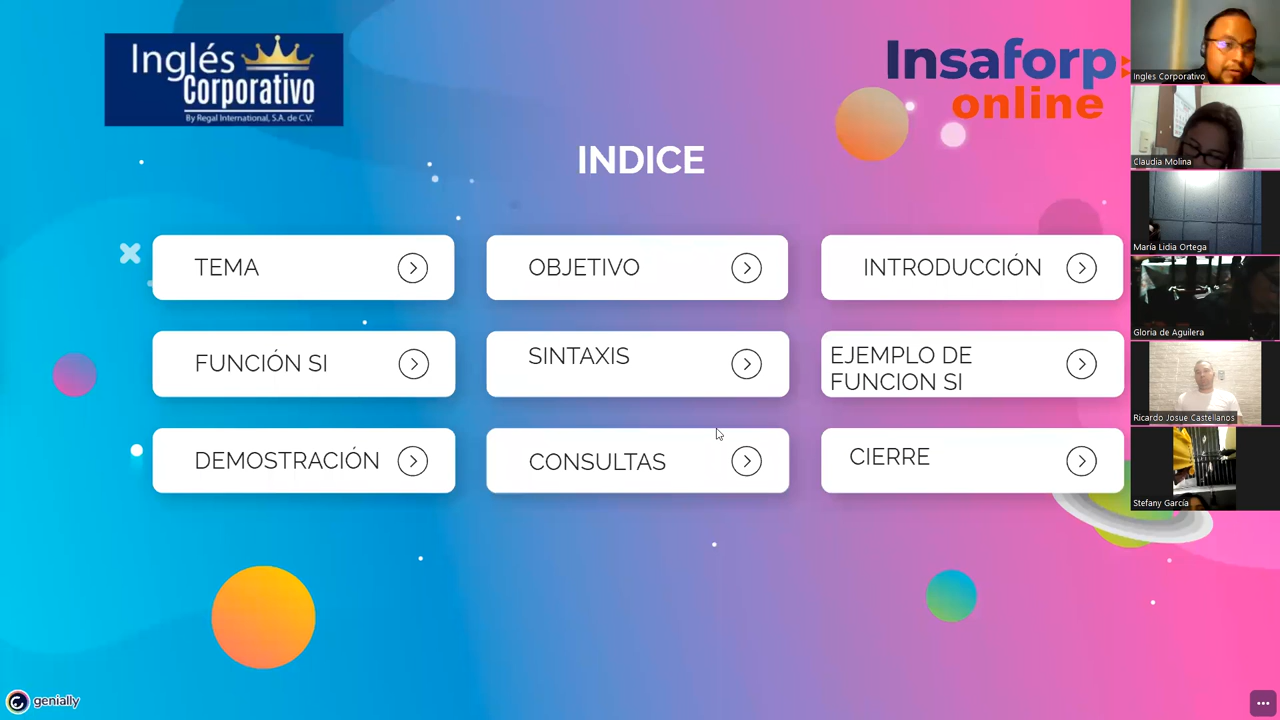 Inglés
Corporativo
By Regal International, S.A. de C.V.
Insaforp
online
INDICE
TEMA
OBJETIVO
INTRODUCCIÓN
FUNCIÓN SI
SINTAXIS
EJEMPLO DE
FUNCION SI
DEMOSTRACIÓN
CONSULTAS
CIERRE
genially
Ingles Corporativo
Claudia Molina
María Lidia Ortega
Gloria de Aguilera
Ricardo Josue Castellanos
Stefany García